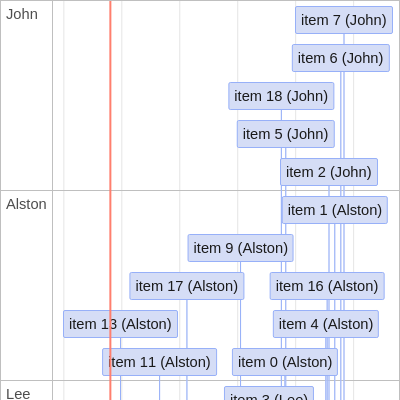 John
item 7 (John)
item 6 (John)
item 18 (John)
item 5 (John)
item 2 (John)
Alston
item 1 (Alston)
item 9 (Alston)
item 17 (Alston)
item 16 (Alston)
item 13 (Alston)
item 4 (Alston)
item 11 (Alston)
item 0 (Alston)
Lee
item 3 (Lee)